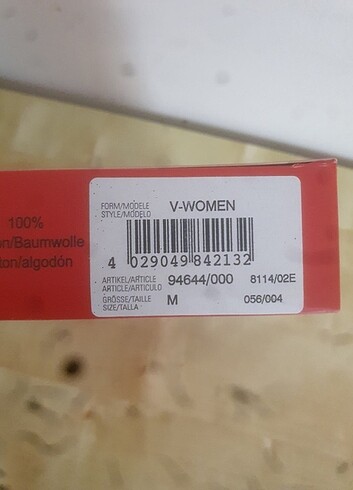 100%
on/Baumwolle
ton/algodón
FORM/MODELE V-WOMEN
STYLE/MODELO
4 029049 842132
ARTIKEL/ARTICLE 94644/000 8114/02E
ARTICLE/ARTICULO
GRÖSSE/TAILLE M 056/004
SIZE/TALLA